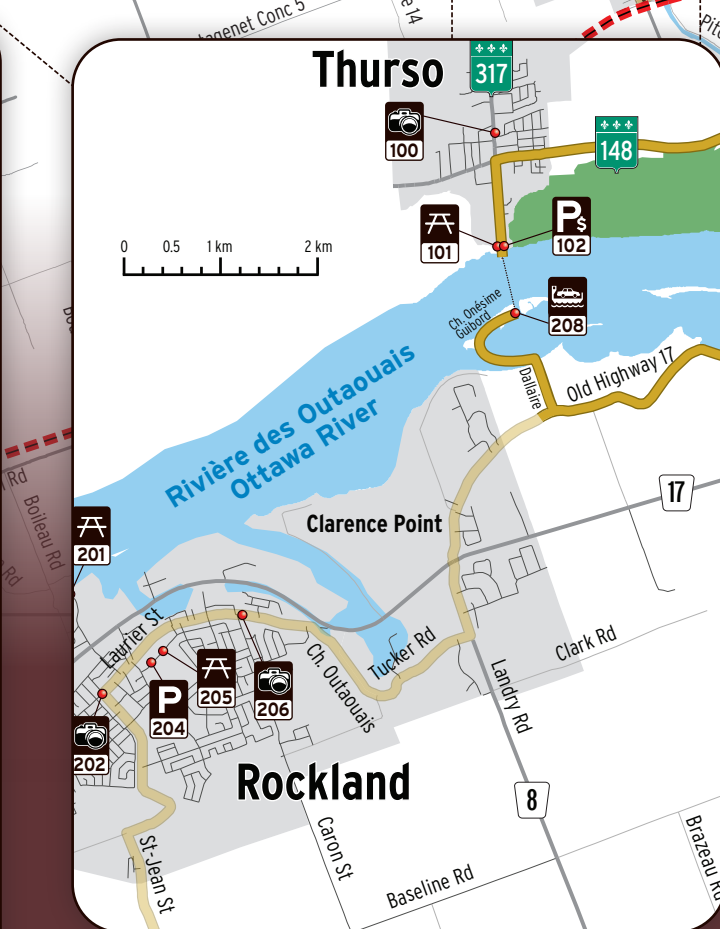 tagenet Conc 5
e 14
Pit
Thurso
317
100
148
0 0.5 1 km 2 km
101
P$
102
208
Ch. Onésime
Guibord
Dallaire
Old Highway 17
Rivière des Outaouais
Ottawa River
Rd
Boileau Rd
Rd
17
Clarence Point
201
Laurier St
Ch. Outaouais
Tucker Rd
Clark Rd
Landry Rd
205
P
204
206
202
Rockland
8
St-Jean St
Caron St
Baseline Rd
Brazeau R